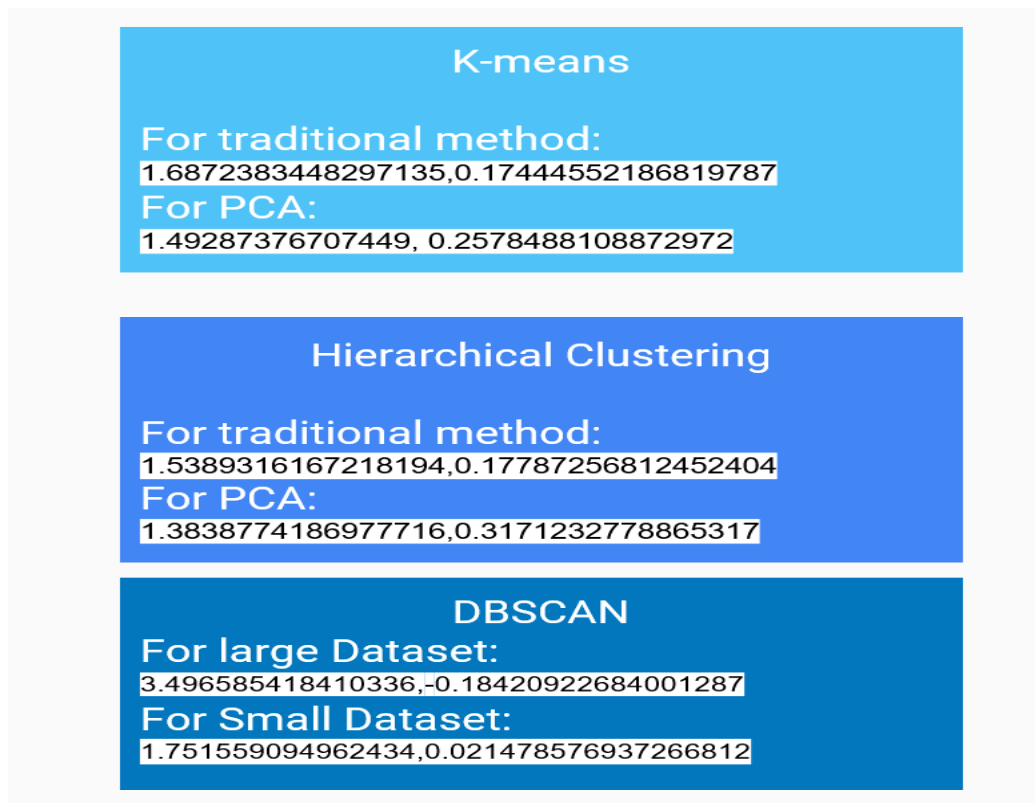 K-means
For traditional method:
1.6872383448297135,0.17444552186819787
For PCA:
1.49287376707449, 0.2578488108872972
Hierarchical Clustering
For traditional method:
1.5389316167218194,0.17787256812452404
For PCA:
1.3838774186977716,0.3171232778865317
DBSCAN
For large Dataset:
3.496585418410336,-0.18420922684001287
For Small Dataset:
1.751559094962434,0.021478576937266812